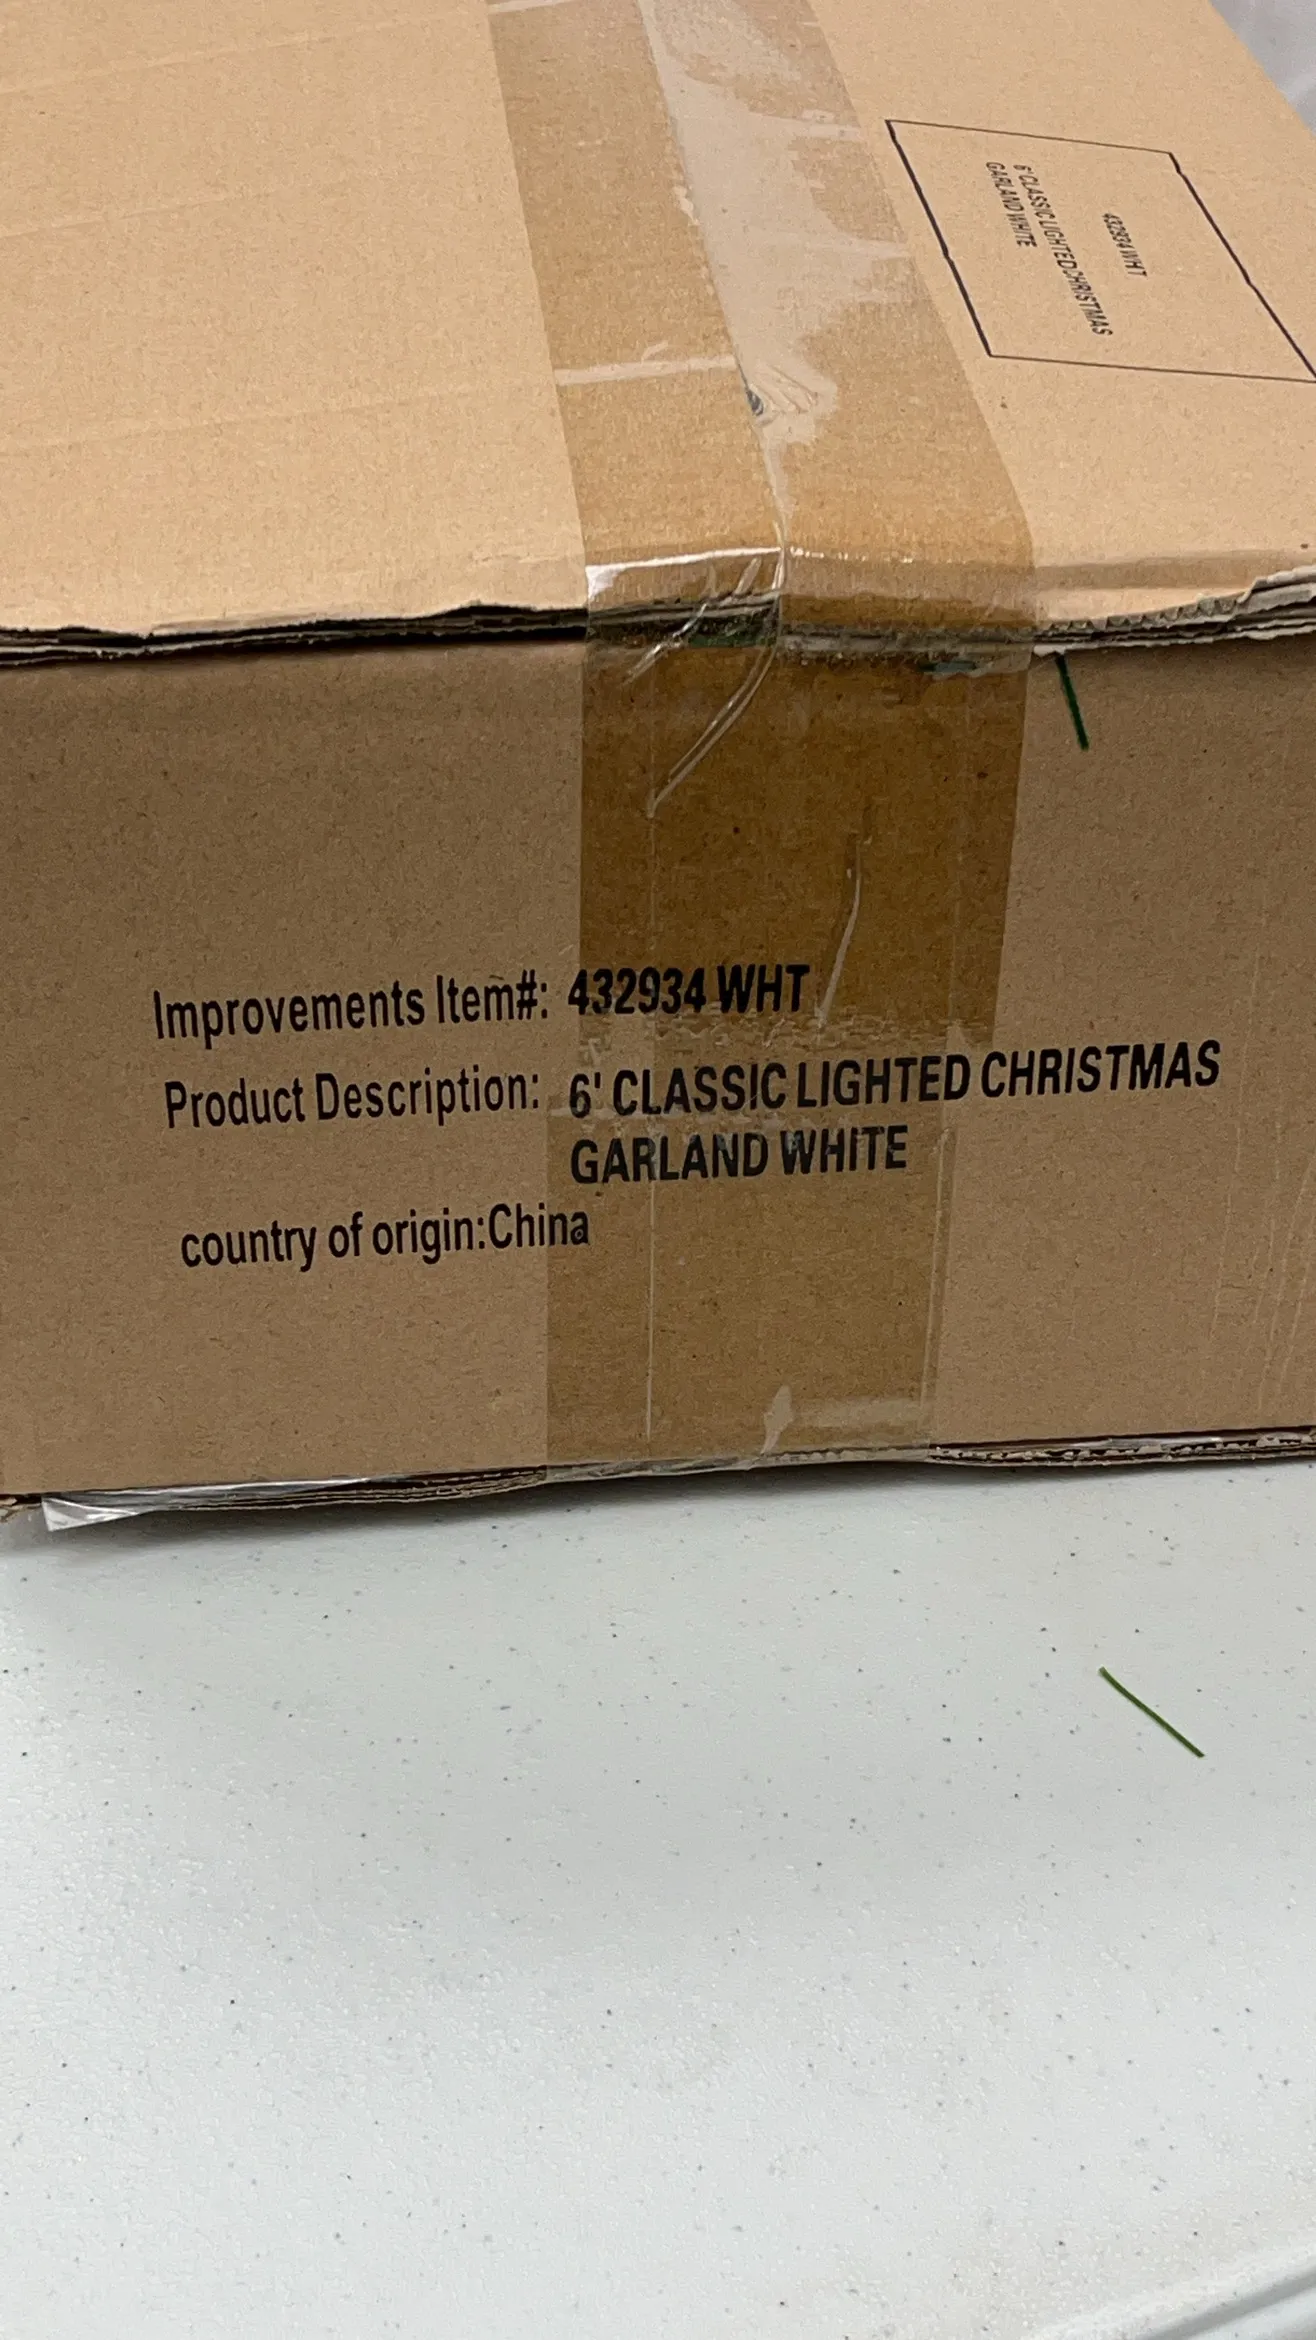 432934 WHT
6' CLASSIC LIGHTED CHRISTMAS
GARLAND WHITE
Improvements Item#: 432934 WHT
Product Description: 6' CLASSIC LIGHTED CHRISTMAS
GARLAND WHITE
country of origin:China